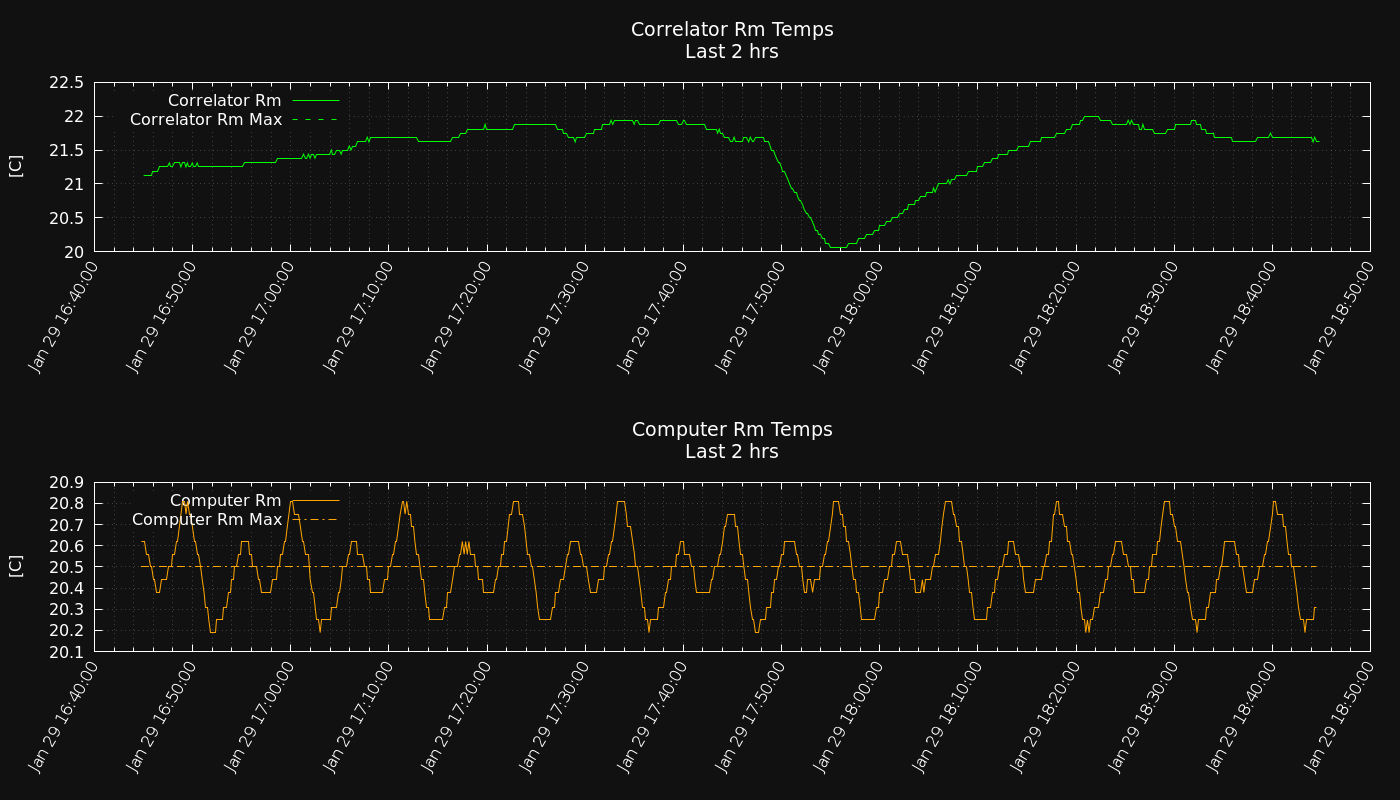 Correlator Rm Temps
Last 2 hrs
22.5
22
21.5
21
20.5
20
[C]
Correlator Rm
Correlator Rm Max
Jan 29 16:40:00
Jan 29 16:50:00
Jan 29 17:00:00
Jan 29 17:10:00
Jan 29 17:20:00
Jan 29 17:30:00
Jan 29 17:40:00
Jan 29 17:50:00
Jan 29 18:00:00
Jan 29 18:10:00
Jan 29 18:20:00
Jan 29 18:30:00
Jan 29 18:40:00
Jan 29 18:50:00
Computer Rm Temps
Last 2 hrs
20.9
20.8
20.7
20.6
20.5
20.4
20.3
20.2
20.1
[C]
Computer Rm
Computer Rm Max
Jan 29 16:40:00
Jan 29 16:50:00
Jan 29 17:00:00
Jan 29 17:10:00
Jan 29 17:20:00
Jan 29 17:30:00
Jan 29 17:40:00
Jan 29 17:50:00
Jan 29 18:00:00
Jan 29 18:10:00
Jan 29 18:20:00
Jan 29 18:30:00
Jan 29 18:40:00
Jan 29 18:50:00